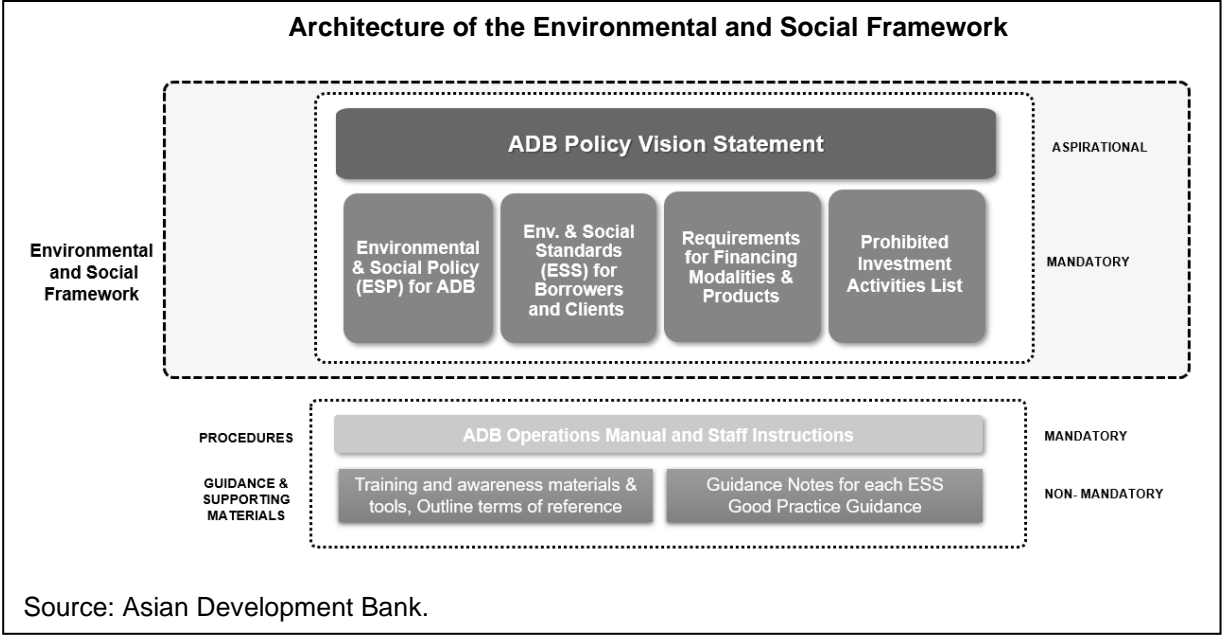 Architecture of the Environmental and Social Framework
ADB Policy Vision Statement
ASPIRATIONAL
Environmental
and Social
Framework
Environmental
& Social Policy
(ESP) for ADB
Env. & Social
Standards
(ESS) for
Borrowers
and Clients
Requirements
for Financing
Modalities &
Products
Prohibited
Investment
Activities List
MANDATORY
PROCEDURES
ADB Operations Manual and Staff Instructions
MANDATORY
GUIDANCE &
SUPPORTING
MATERIALS
Training and awareness materials &
tools, Outline terms of reference
Guidance Notes for each ESS
Good Practice Guidance
NON- MANDATORY
Source: Asian Development Bank.